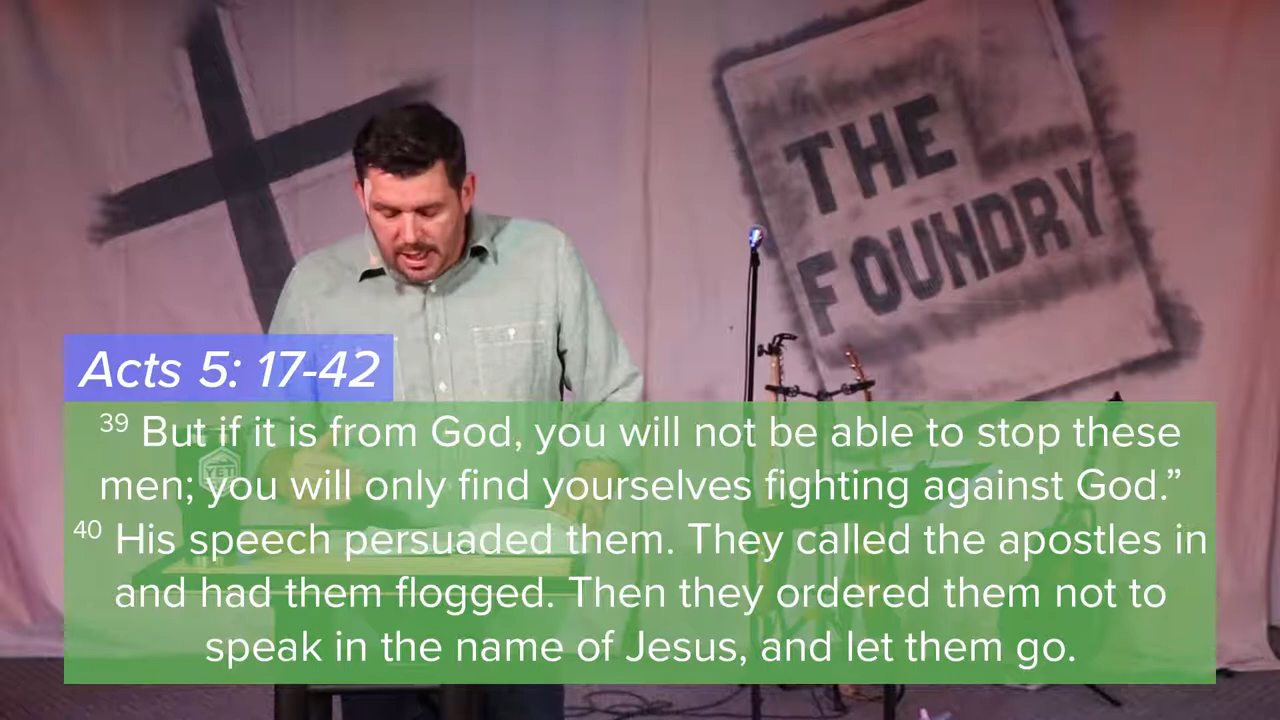 THE
FOUNDRY
Acts 5: 17-42
39 But if it is from God, you will not be able to stop these
YET
men; you will only find yourselves fighting against God.”
40 His speech persuaded them. They called the apostles in
and had them flogged. Then they ordered them not to
speak in the name of Jesus, and let them go.